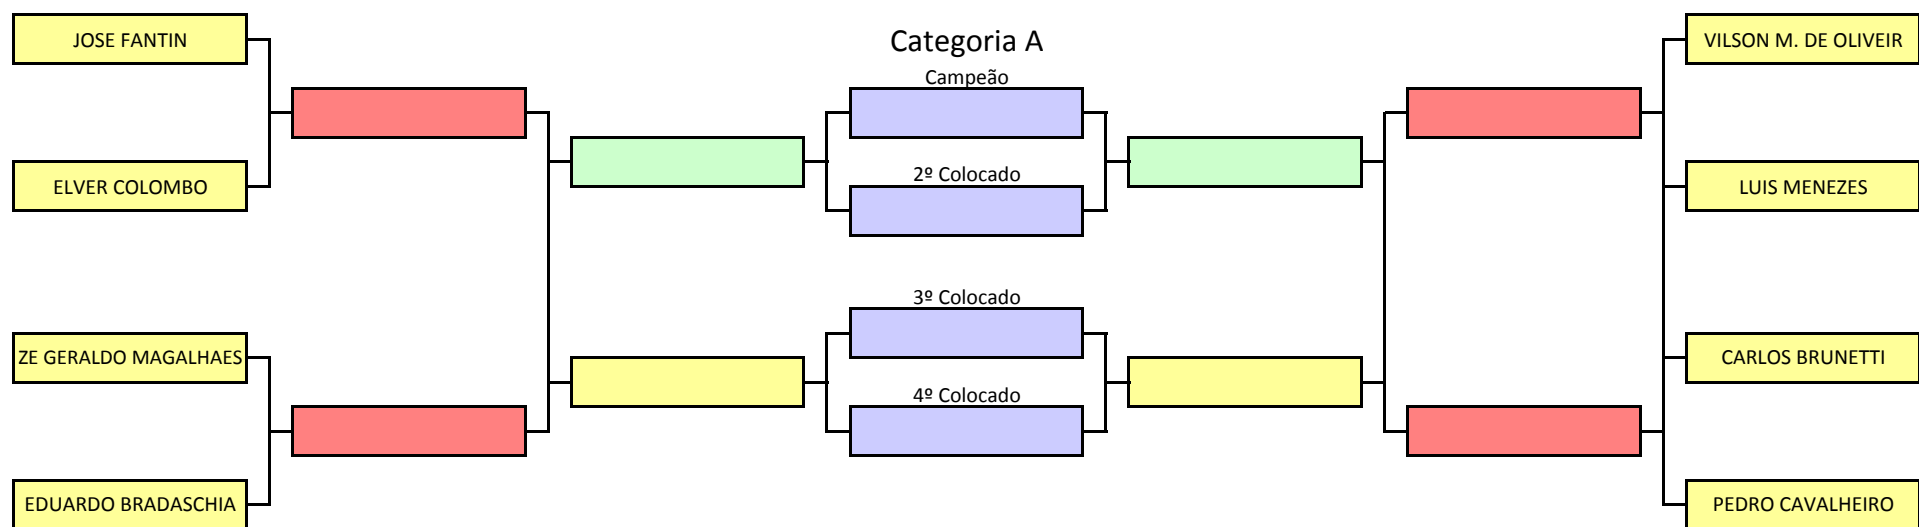 JOSE FANTIN
Categoria A
VILSON M. DE OLIVEIR
Campeão
ELVER COLOMBO
2º Colocado
LUIS MENEZES
3º Colocado
ZE GERALDO MAGALHAES
CARLOS BRUNETTI
4º Colocado
EDUARDO BRADASCHIA
PEDRO CAVALHEIRO